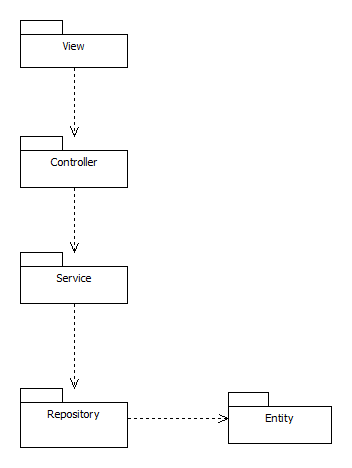 View
Controller
Service
Repository
Entity